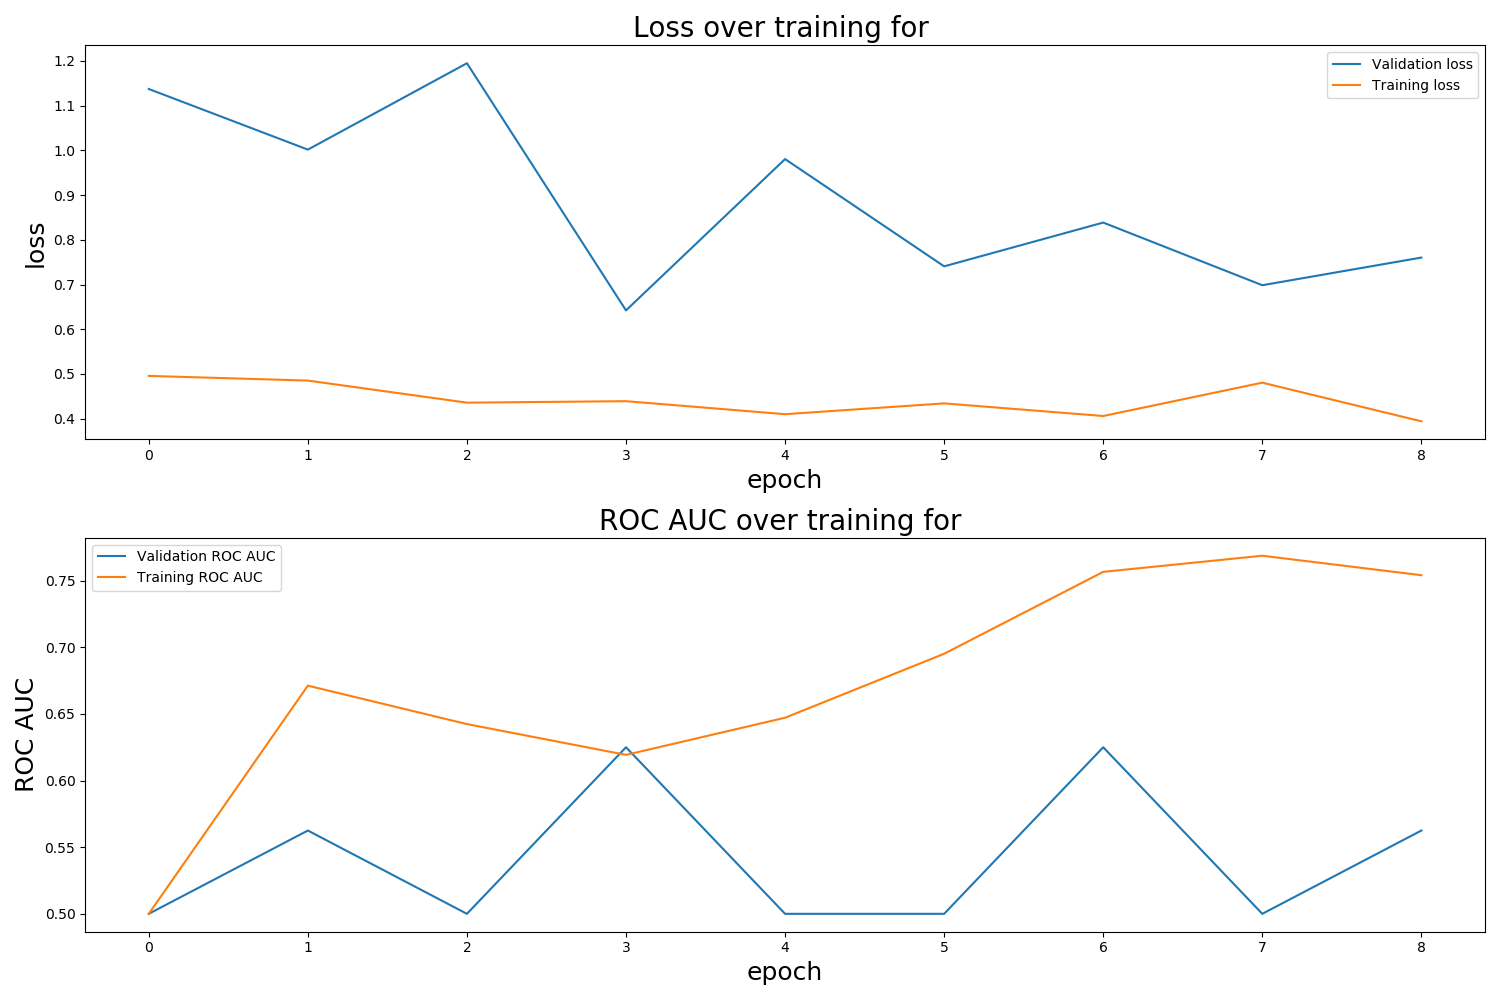 Loss over training for
1.2
1.1
1.0
0.9
0.8
0.7
0.6
0.5
0.4
loss
Validation loss
Training loss
0 1 2 3 4 5 6 7 8
epoch
ROC AUC over training for
Validation ROC AUC
Training ROC AUC
0.75
0.70
0.65
0.60
0.55
0.50
ROC AUC
0 1 2 3 4 5 6 7 8
epoch